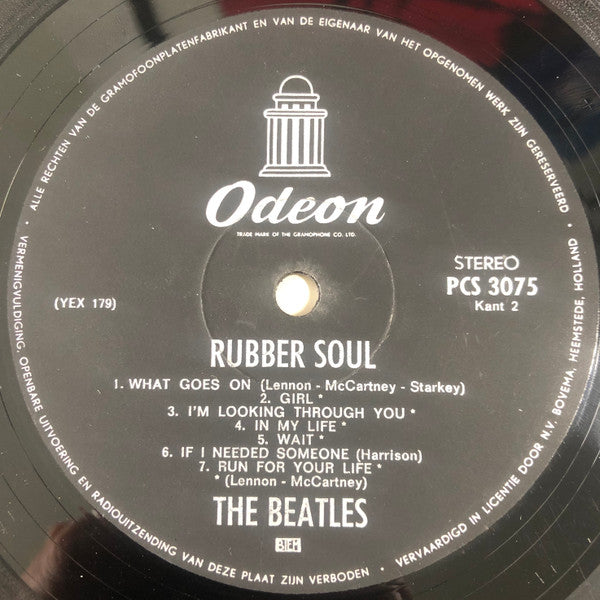 • ALLE RECHTEN VAN DE GRAMOFOONPLATENFABRIKANT EN VAN DE EIGENAAR VAN HET OPGENOMEN WERK ZIJN GERESERVEERD •
Odeon
TRADE MARK OF THE GRAMOPHONE CO. LTD.
STEREO
PCS 3075
Kant 2
(YEX 179)
RUBBER SOUL
1. WHAT GOES ON (Lennon - McCartney - Starkey)
2. GIRL *
3. I'M LOOKING THROUGH YOU *
4. IN MY LIFE *
5. WAIT *
6. IF I NEEDED SOMEONE (Harrison)
7. RUN FOR YOUR LIFE *
* (Lennon - McCartney)
THE BEATLES
BIEM
VERMENIGVULDIGING, OPENBARE UITVOERING EN RADIOUITZENDING VAN DEZE PLAAT ZIJN VERBODEN •
VERVAARDIGD IN LICENTIE DOOR N.V. BOVEMA, HEEMSTEDE, HOLLAND •